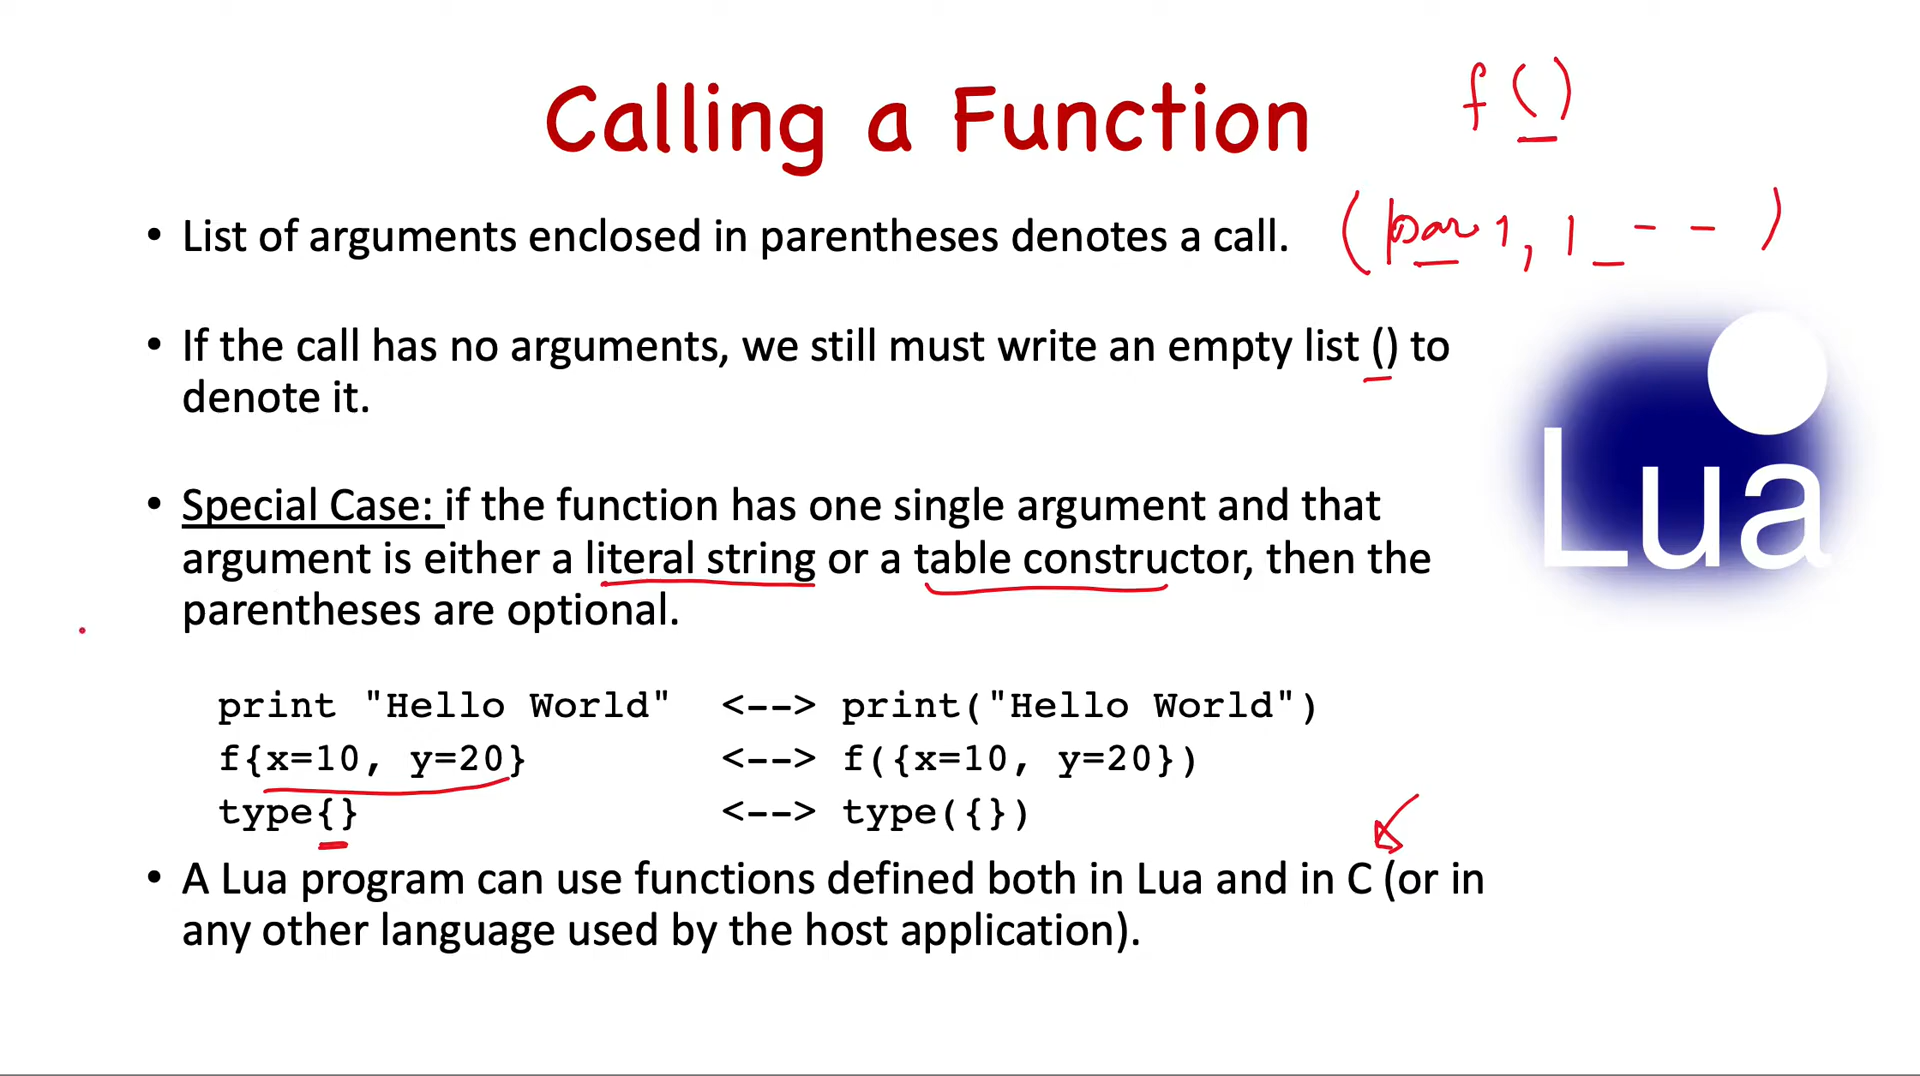 Calling a Function
f ()
• List of arguments enclosed in parentheses denotes a call.
(par1, 1 _ - - )
• If the call has no arguments, we still must write an empty list () to
denote it.
Lua
• Special Case: if the function has one single argument and that
argument is either a literal string or a table constructor, then the
parentheses are optional.
print "Hello World" <--> print("Hello World")
f{x=10, y=20} <--> f({x=10, y=20})
type{} <--> type({})
• A Lua program can use functions defined both in Lua and in C (or in
any other language used by the host application).